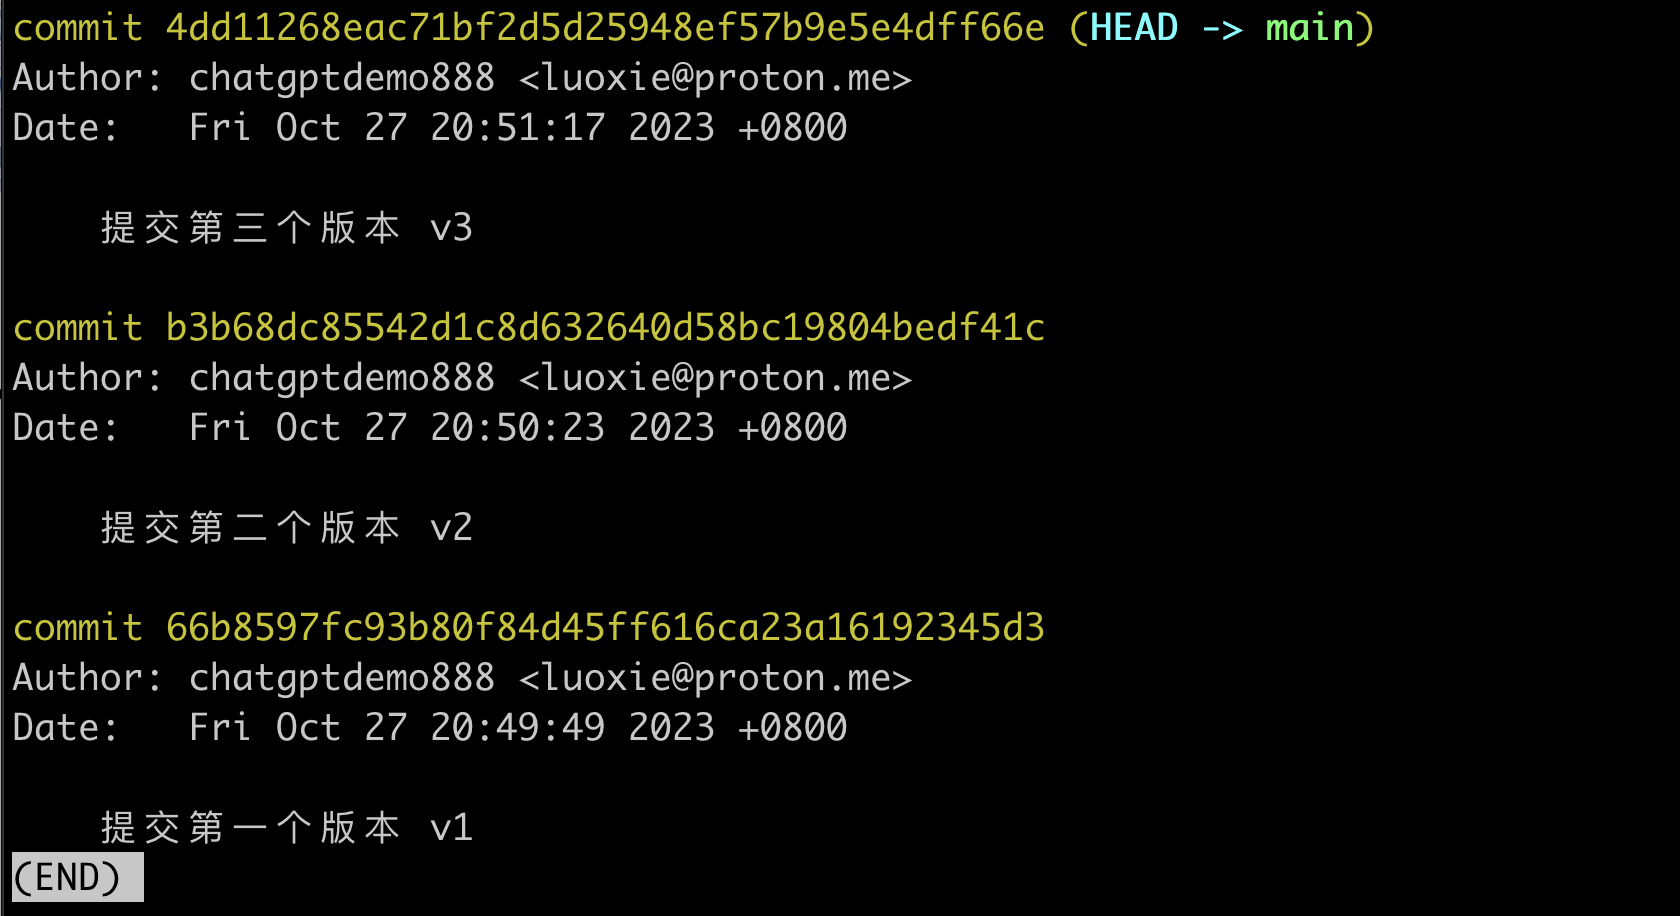 commit 4dd11268eac71bf2d5d25948ef57b9e5e4dff66e (HEAD -> main)
Author: chatgptdemo888 <luoxie@proton.me>
Date:   Fri Oct 27 20:51:17 2023 +0800
提交第三个版本 v3
commit b3b68dc85542d1c8d632640d58bc19804bedf41c
Author: chatgptdemo888 <luoxie@proton.me>
Date:   Fri Oct 27 20:50:23 2023 +0800
提交第二个版本 v2
commit 66b8597fc93b80f84d45ff616ca23a16192345d3
Author: chatgptdemo888 <luoxie@proton.me>
Date:   Fri Oct 27 20:49:49 2023 +0800
提交第一个版本 v1
(END)